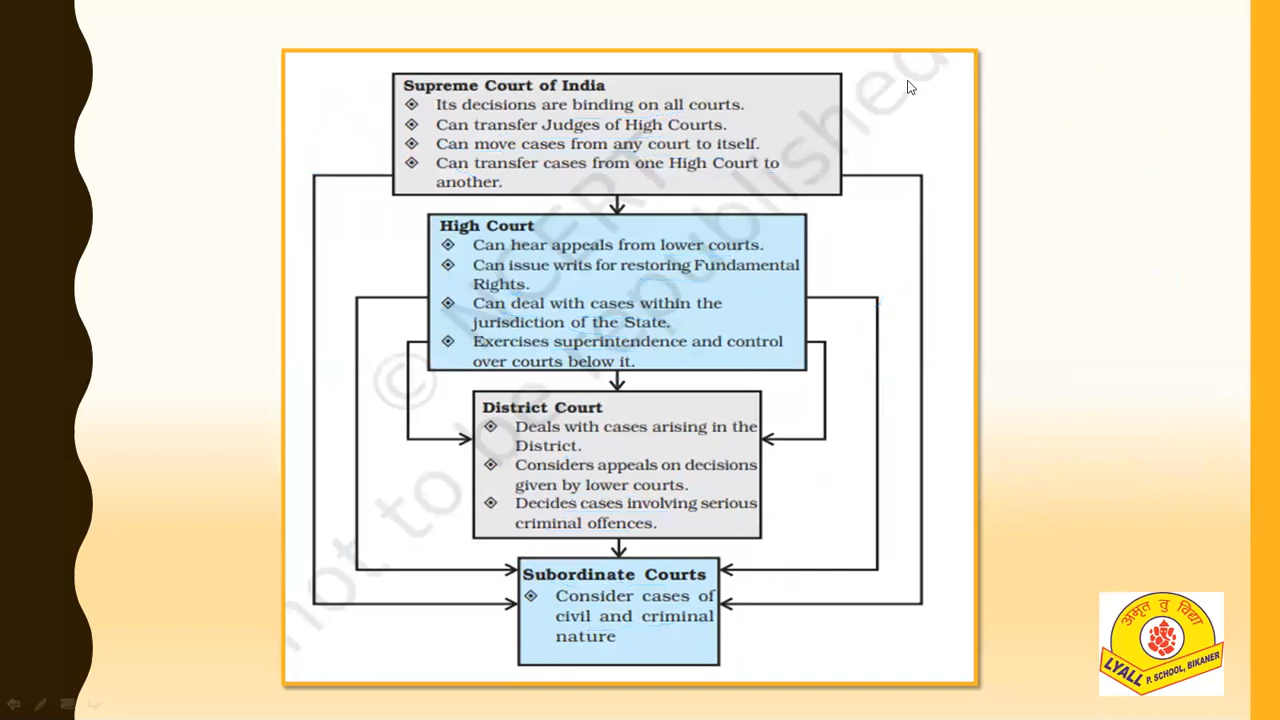 Supreme Court of India
Its decisions are binding on all courts.
Can transfer Judges of High Courts.
Can move cases from any court to itself.
Can transfer cases from one High Court to
another.
High Court
Can hear appeals from lower courts.
Can issue writs for restoring Fundamental
Rights.
Can deal with cases within the
jurisdiction of the State.
Exercises superintendence and control
over courts below it.
District Court
Deals with cases arising in the
District.
Considers appeals on decisions
given by lower courts.
Decides cases involving serious
criminal offences.
Subordinate Courts
Consider cases of
civil and criminal
nature
© NCERT
not to be republished
अमृतं तु विद्या
LYALL P. SCHOOL, BIKANER